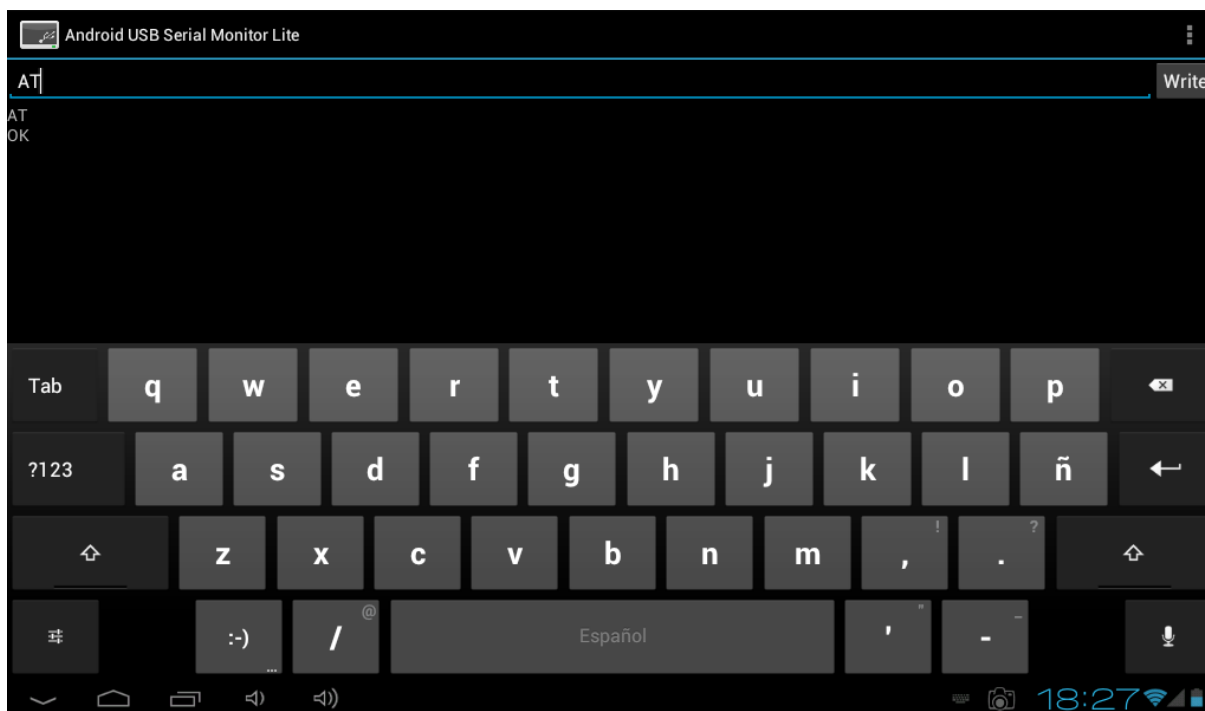 Android USB Serial Monitor Lite
AT
Write
AT
OK
Tab q w e r t y u i o p
?123 a s d f g h j k l ñ
z x c v b n m , ! . ?
:-) ... / @ Español ' " - _
18:27